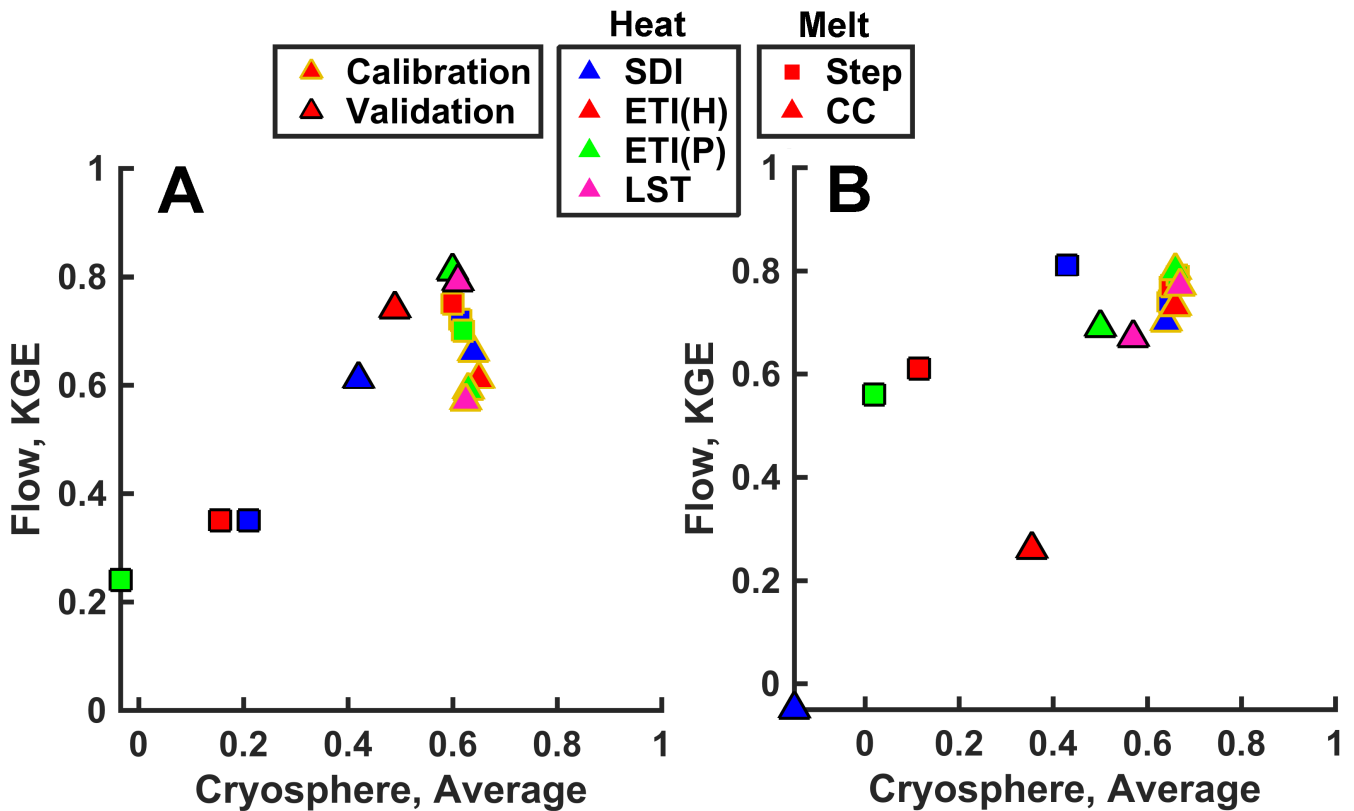 Heat
Melt
Calibration
Validation
SDI
ETI(H)
ETI(P)
LST
Step
CC
A
1
0.8
0.6
0.4
0.2
0
Flow, KGE
0 0.2 0.4 0.6 0.8 1
Cryosphere, Average
B
1
0.8
0.6
0.4
0.2
0
Flow, KGE
0 0.2 0.4 0.6 0.8 1
Cryosphere, Average